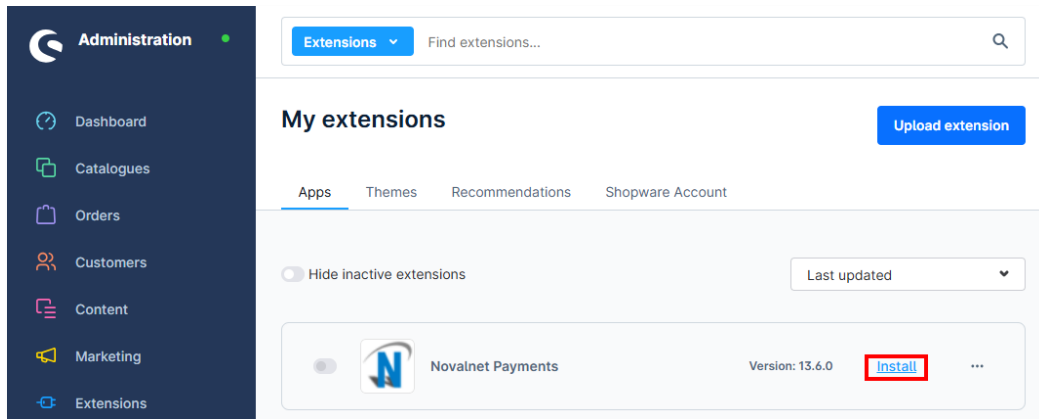 Administration
Extensions
Find extensions...
Dashboard
Catalogues
Orders
Customers
Content
Marketing
Extensions
My extensions
Upload extension
Apps Themes Recommendations Shopware Account
Hide inactive extensions
Last updated
N
Novalnet Payments
Version: 13.6.0
Install
...